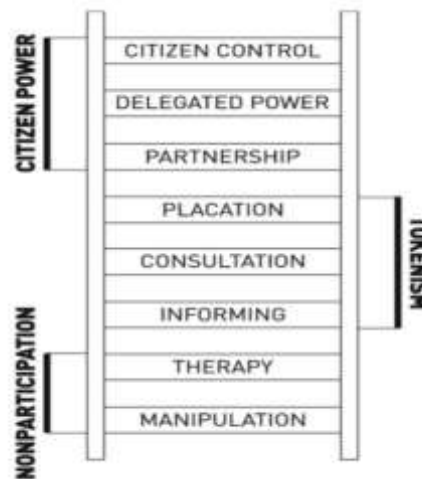 CITIZEN POWER
CITIZEN CONTROL
DELEGATED POWER
PARTNERSHIP
PLACATION
CONSULTATION
INFORMING
TOKENISM
NONPARTICIPATION
THERAPY
MANIPULATION